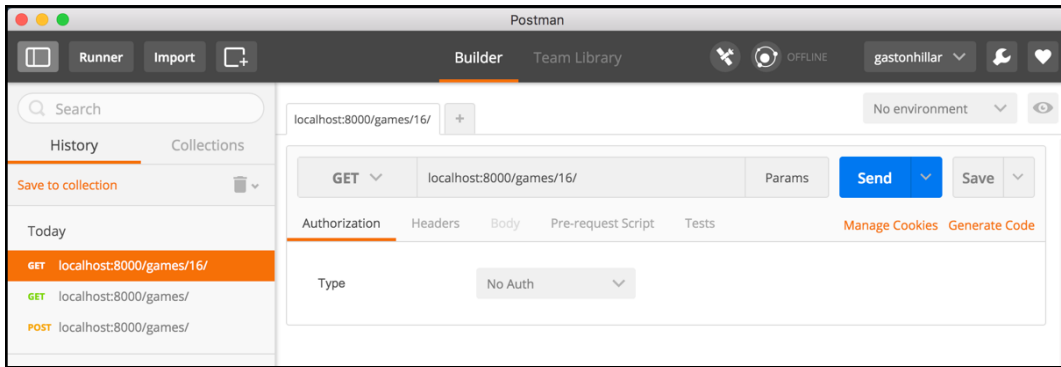 Postman
Runner Import Builder Team Library OFFLINE gastonhillar
Search
History Collections
Save to collection
Today
GET localhost:8000/games/16/
GET localhost:8000/games/
POST localhost:8000/games/
localhost:8000/games/16/ + No environment
GET localhost:8000/games/16/ Params Send Save
Authorization Headers Body Pre-request Script Tests Manage Cookies Generate Code
Type No Auth